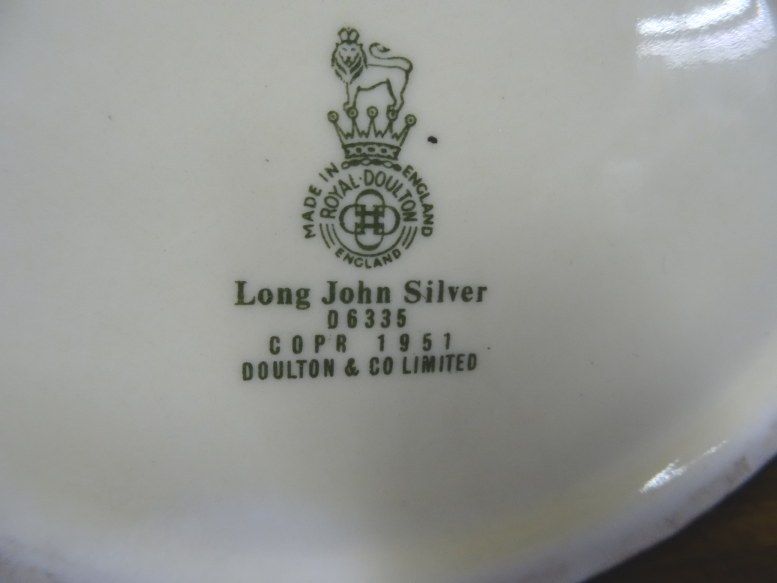 MADE IN ENGLAND
ROYAL·DOULTON
ENGLAND
Long John Silver
D6335
COPR 1951
DOULTON & CO LIMITED